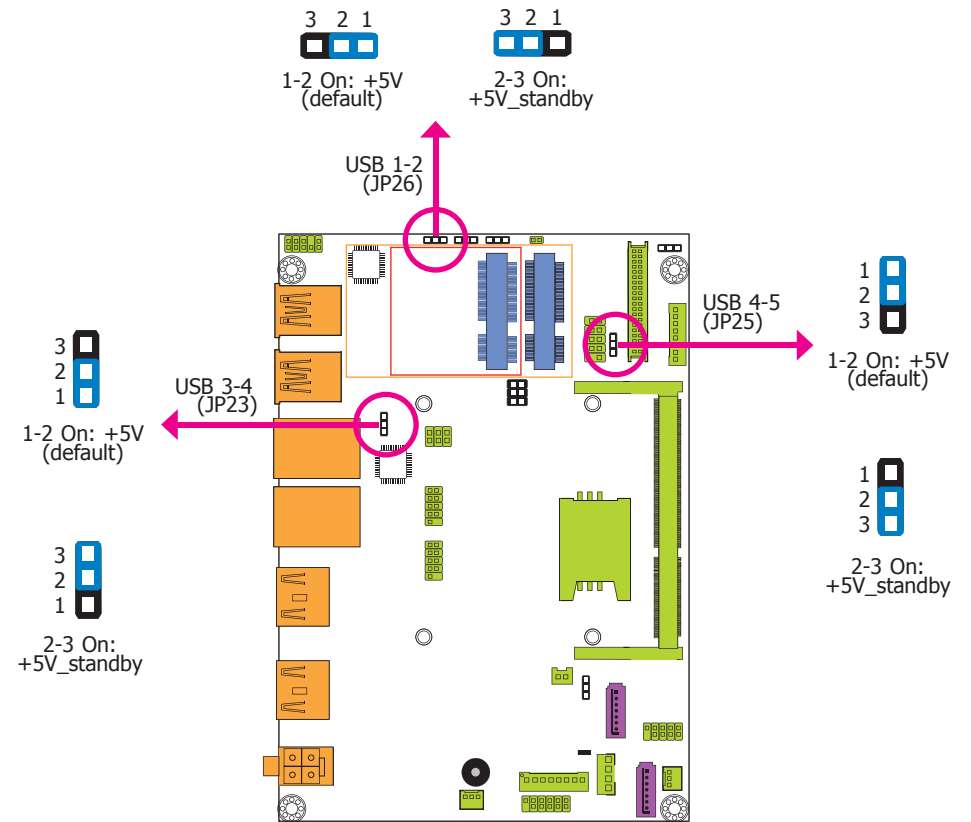 3 2 1
1-2 On: +5V
(default)
3 2 1
2-3 On:
+5V_standby
USB 1-2
(JP26)
USB 4-5
(JP25)
1
2
3
1-2 On: +5V
(default)
3
2
1
1-2 On: +5V
(default)
USB 3-4
(JP23)
1
2
3
2-3 On:
+5V_standby
3
2
1
2-3 On:
+5V_standby